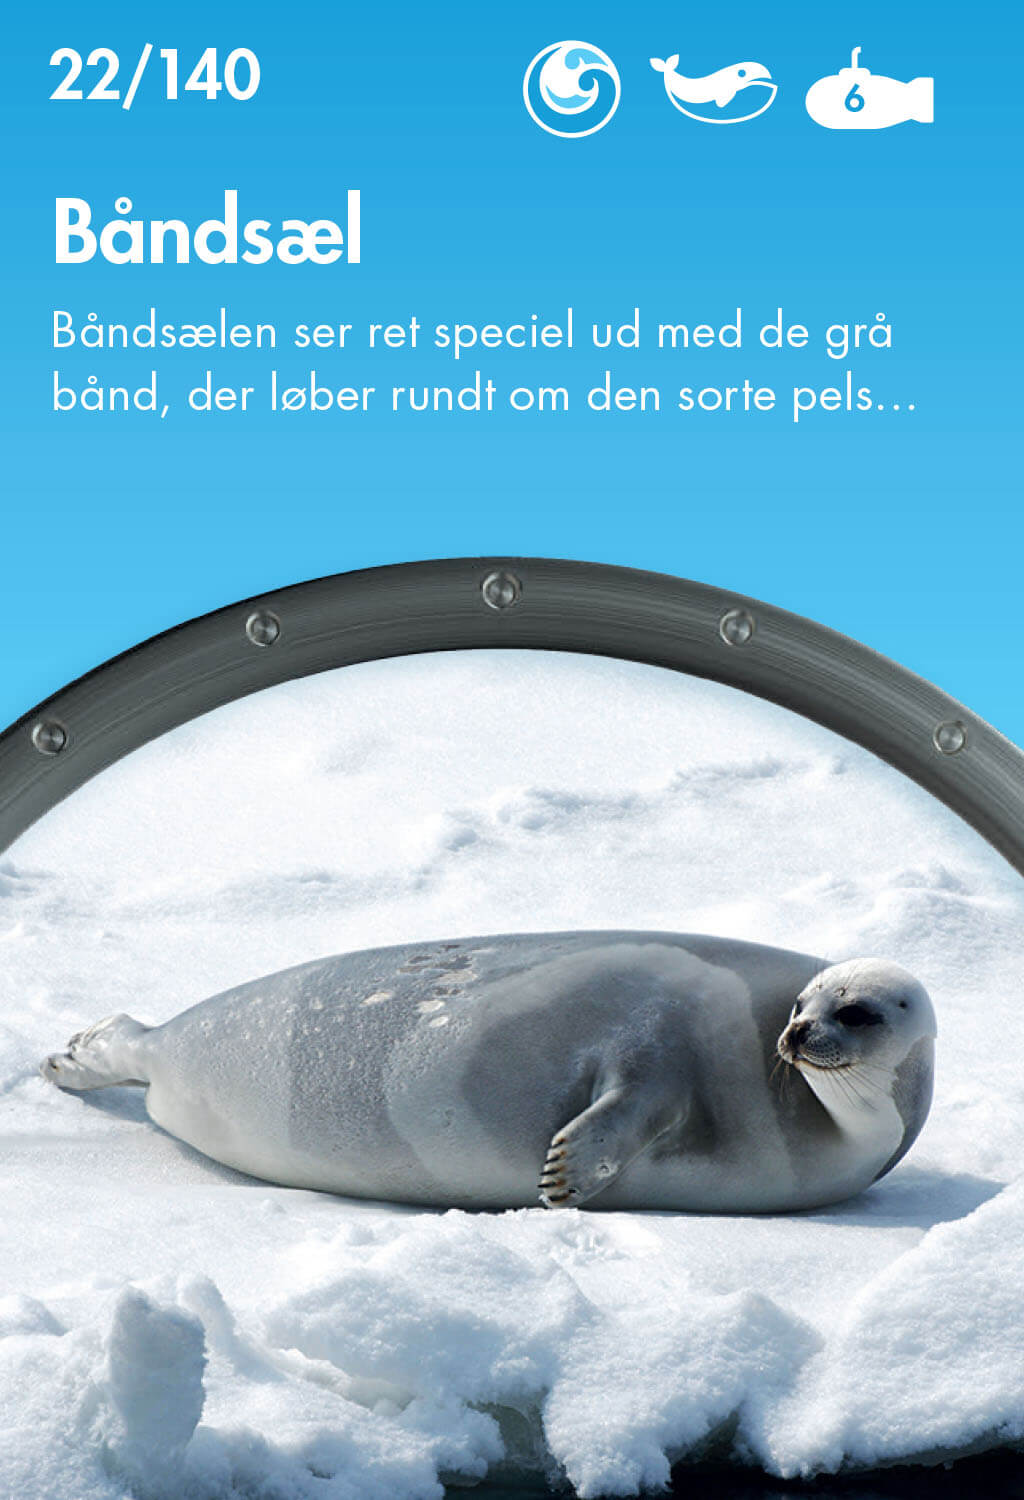 22/140
6
Båndsæl
Båndsælen ser ret speciel ud med de grå
bånd, der løber rundt om den sorte pels...